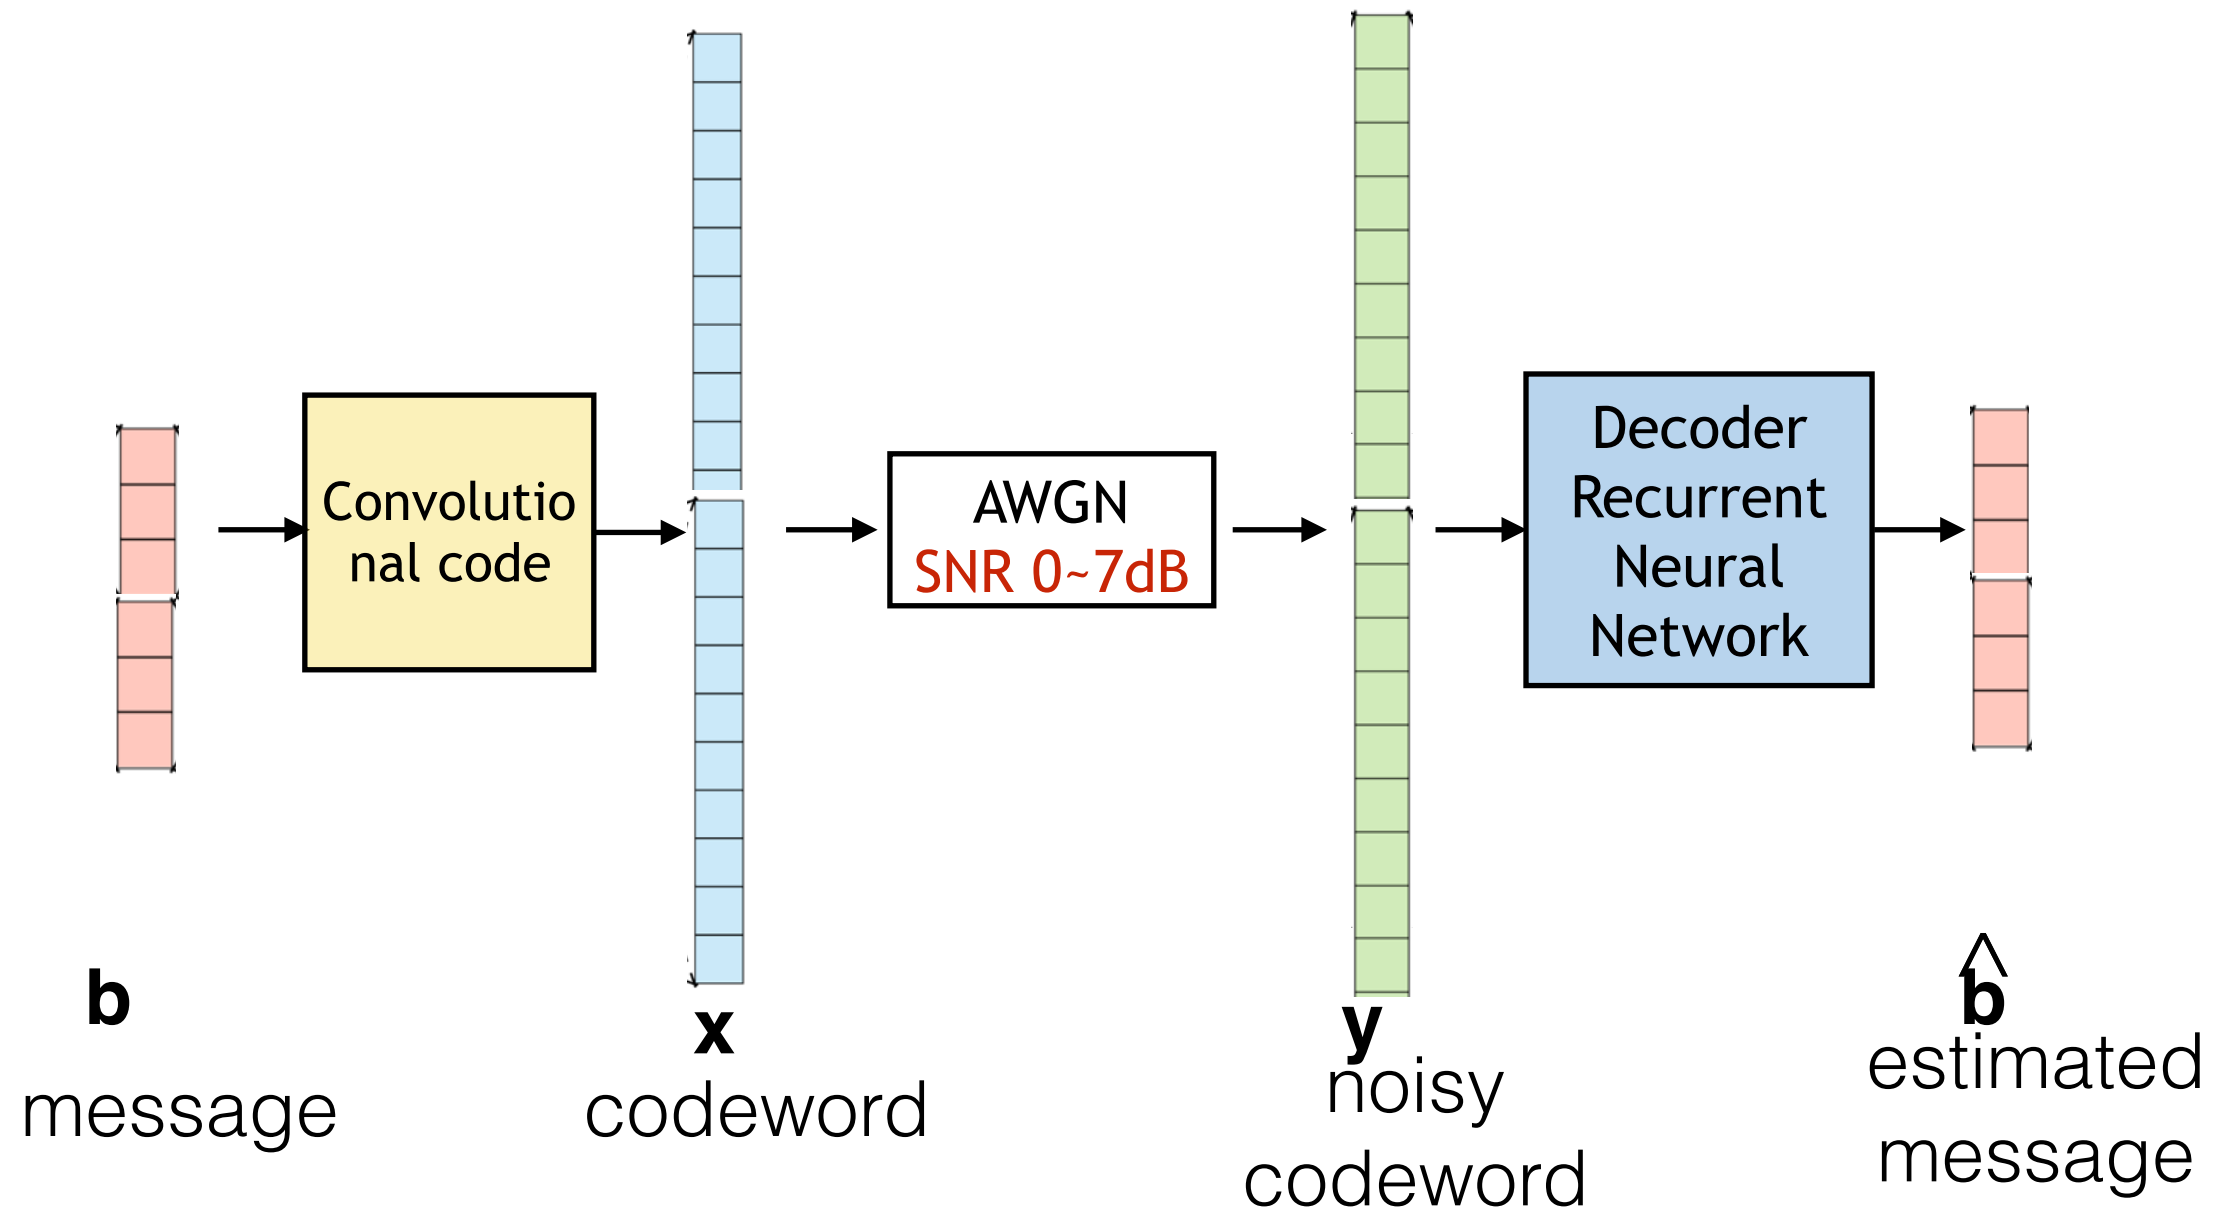 Convolutio
nal code
AWGN
SNR 0~7dB
Decoder
Recurrent
Neural
Network
b
message
x
codeword
y
noisy
codeword
^
b
estimated
message